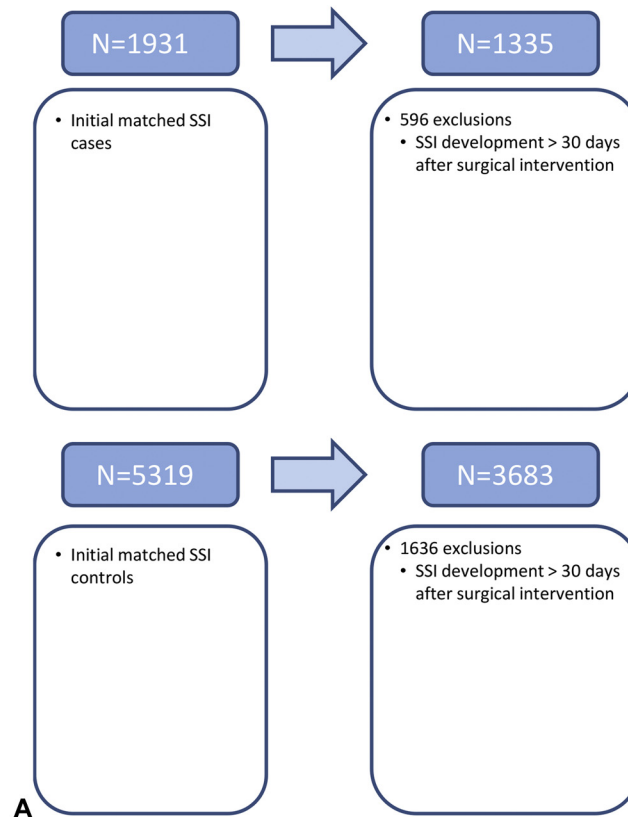 N=1931
N=1335
• Initial matched SSI
cases
• 596 exclusions
• SSI development > 30 days
after surgical intervention
N=5319
N=3683
• Initial matched SSI
controls
• 1636 exclusions
• SSI development > 30 days
after surgical intervention
A